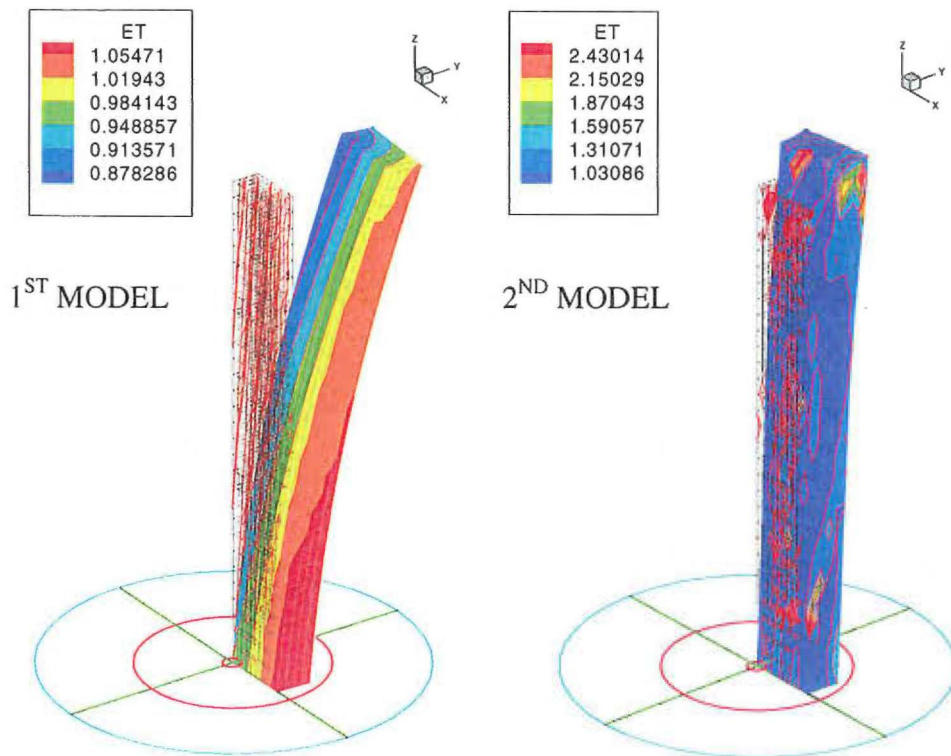 ET
1.05471
1.01943
0.984143
0.948857
0.913571
0.878286
Z
Y
X
1ST MODEL
ET
2.43014
2.15029
1.87043
1.59057
1.31071
1.03086
Z
Y
X
2ND MODEL